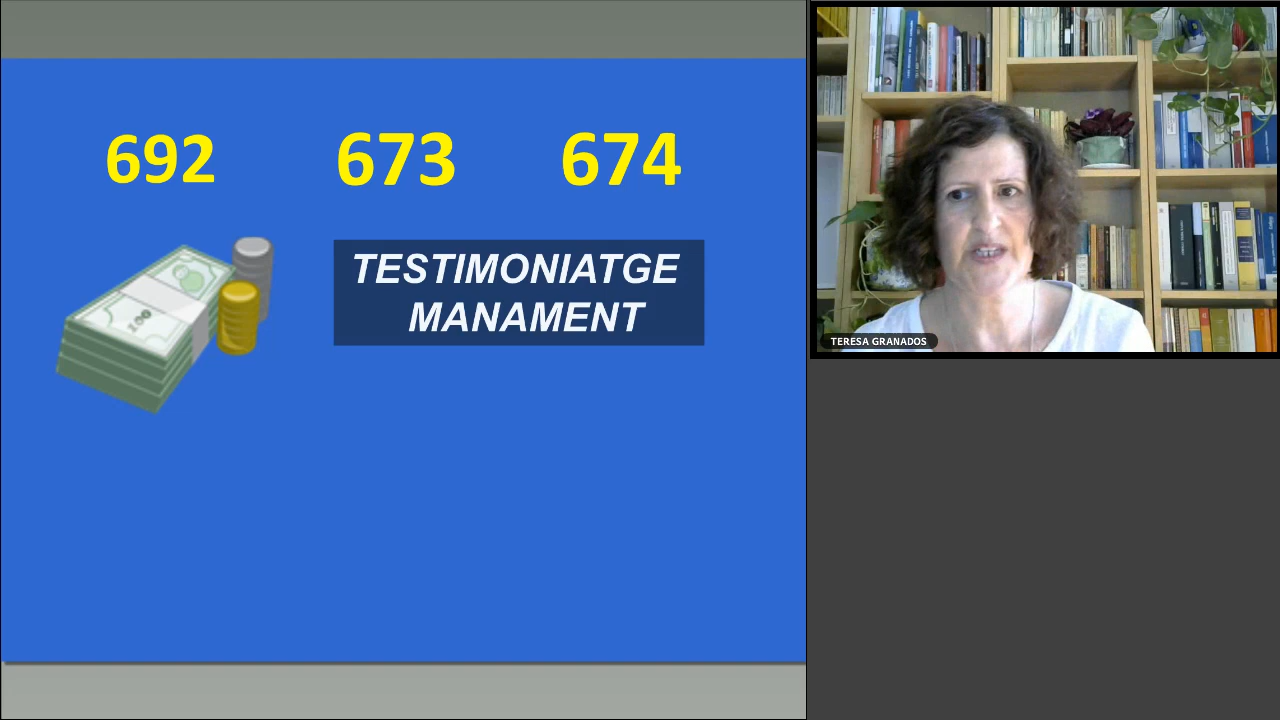 692 673 674
TESTIMONIATGE
MANAMENT
100
TERESA GRANADOS